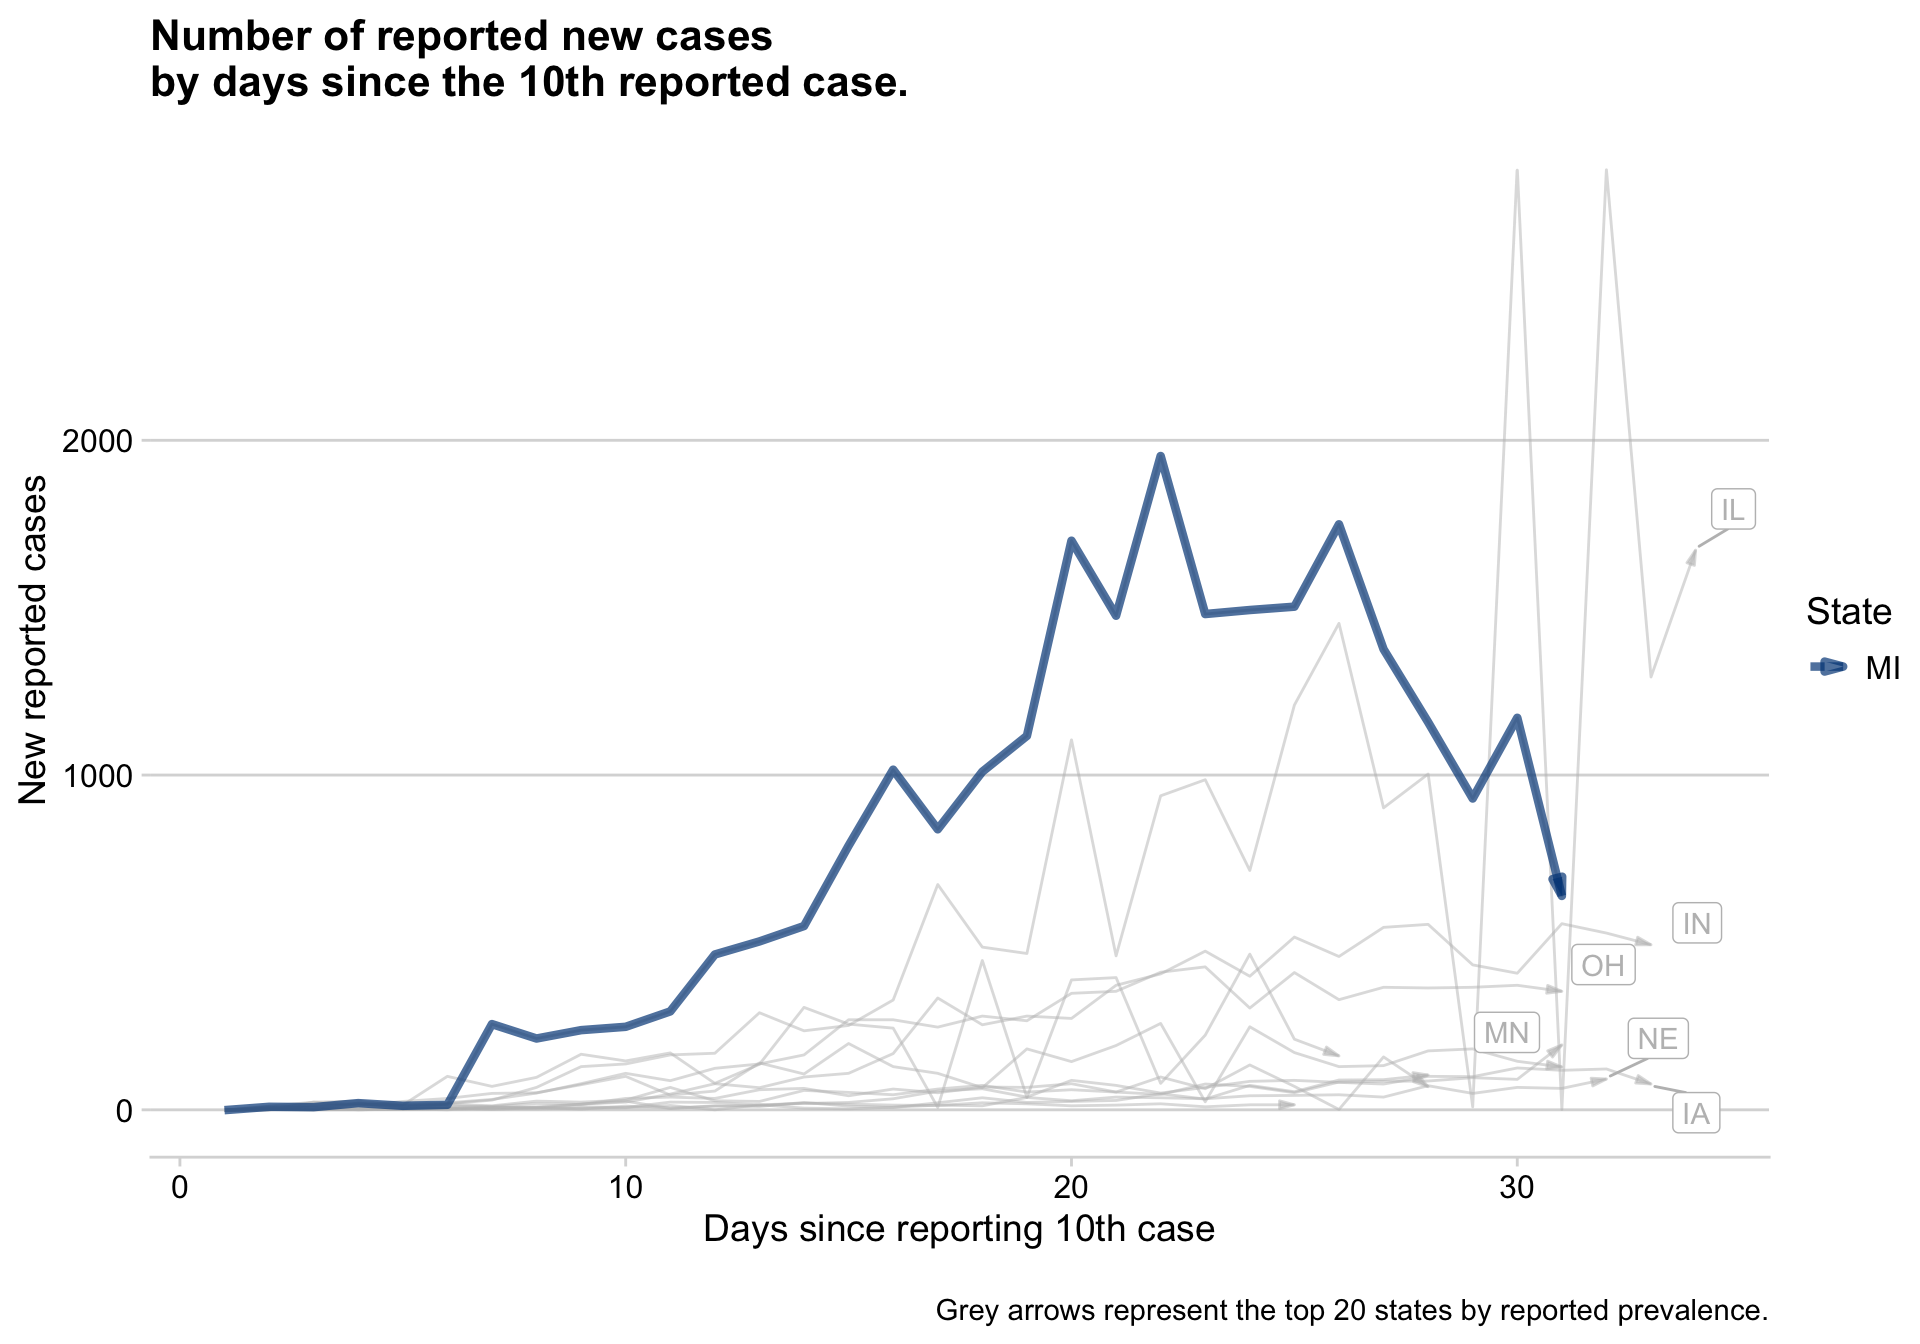 Number of reported new cases
by days since the 10th reported case.
New reported cases
2000
1000
0
0
10
20
30
Days since reporting 10th case
IL
IN
OH
MN
NE
IA
State
MI
Grey arrows represent the top 20 states by reported prevalence.